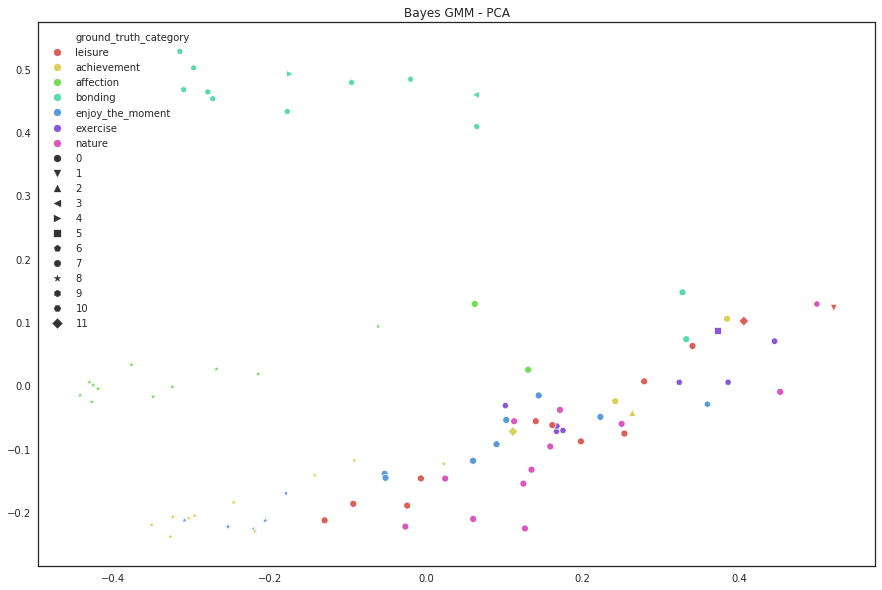 Bayes GMM - PCA
ground_truth_category
leisure
achievement
affection
bonding
enjoy_the_moment
exercise
nature
0
1
2
3
4
5
6
7
8
9
10
11
0.5
0.4
0.3
0.2
0.1
0.0
−0.1
−0.2
−0.4
−0.2
0.0
0.2
0.4